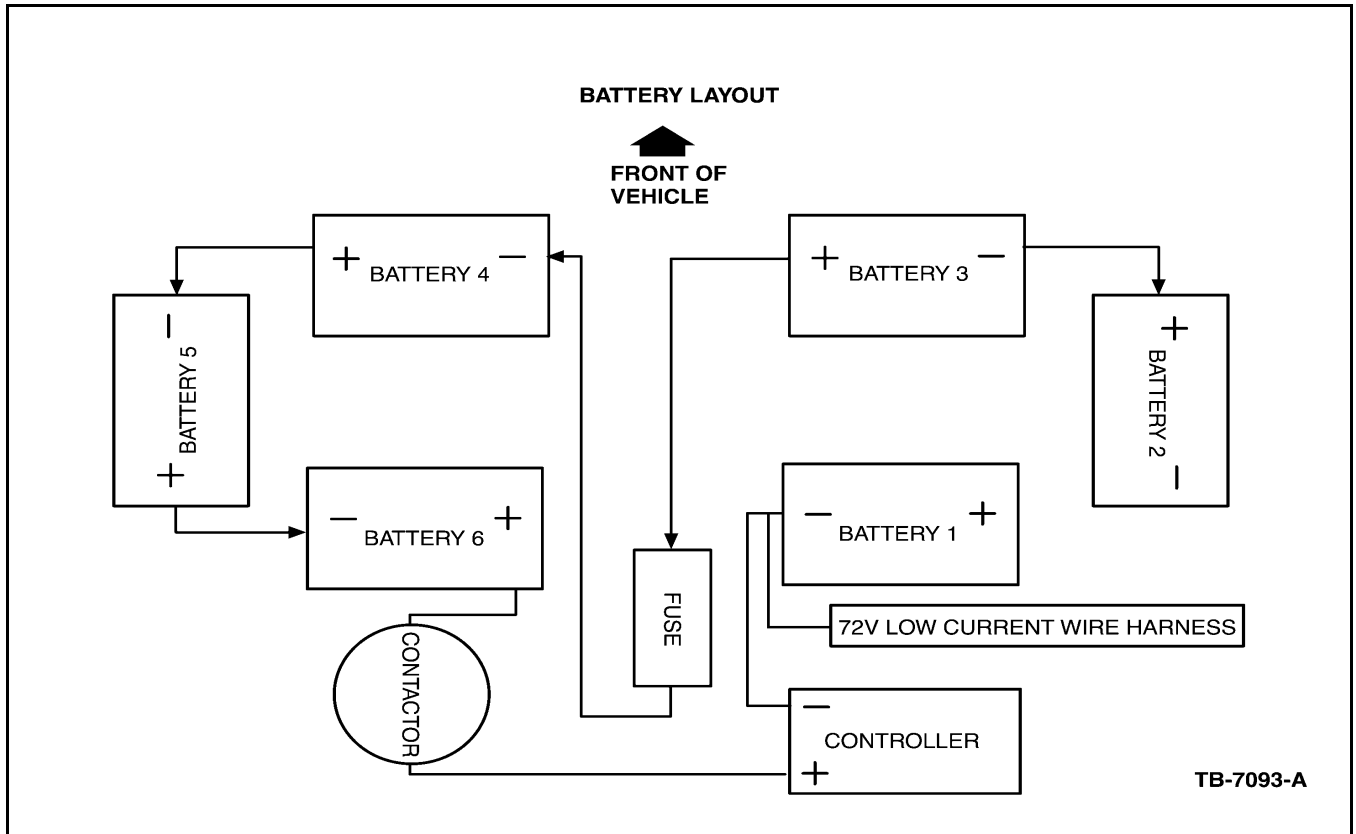 BATTERY LAYOUT
FRONT OF
VEHICLE
+ BATTERY 4 −
+ BATTERY 3 −
− BATTERY 5 +
+ BATTERY 2 −
− BATTERY 6 +
− BATTERY 1 +
FUSE
72V LOW CURRENT WIRE HARNESS
CONTACTOR
−
CONTROLLER
+
TB-7093-A